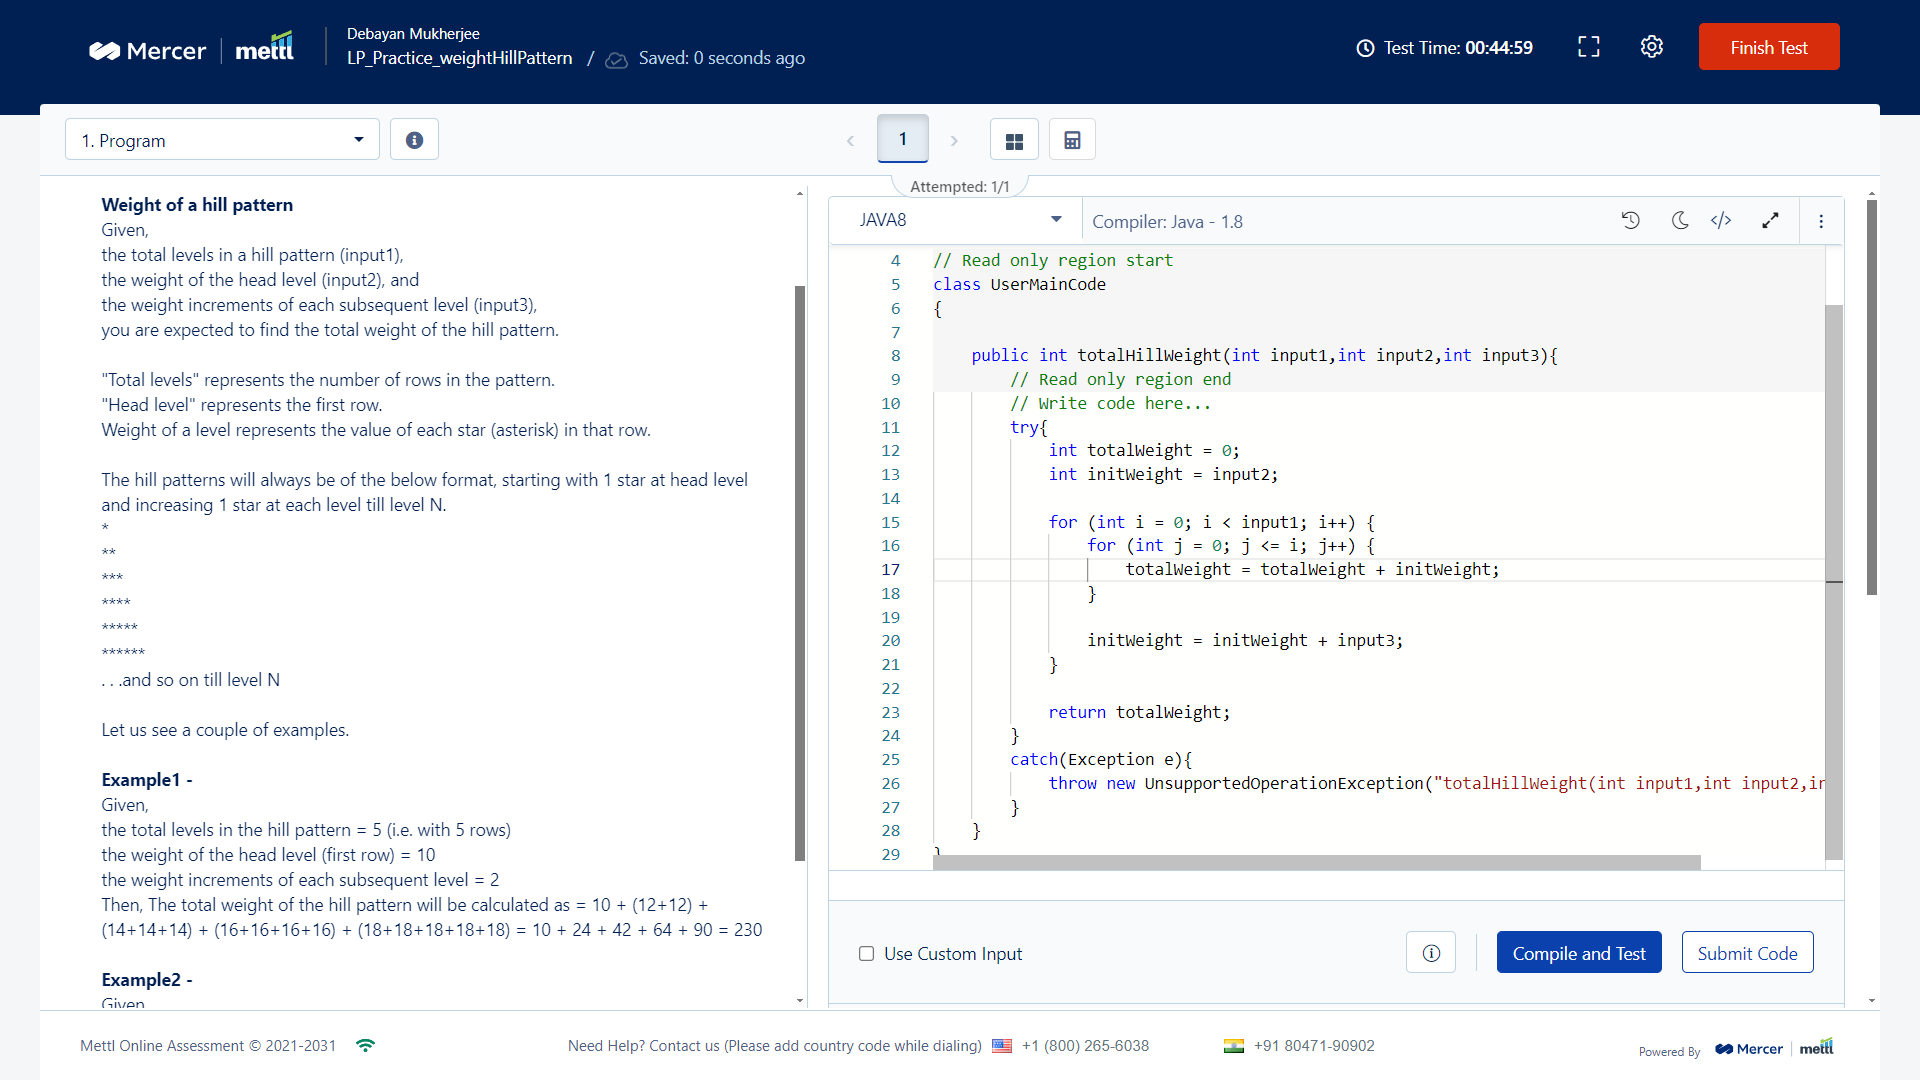 Mercer | mettl
Debayan Mukherjee
LP_Practice_weightHillPattern / Saved: 0 seconds ago
Test Time: 00:44:59
Finish Test
1. Program
1
Attempted: 1/1
Weight of a hill pattern
Given,
the total levels in a hill pattern (input1),
the weight of the head level (input2), and
the weight increments of each subsequent level (input3),
you are expected to find the total weight of the hill pattern.
"Total levels" represents the number of rows in the pattern.
"Head level" represents the first row.
Weight of a level represents the value of each star (asterisk) in that row.
The hill patterns will always be of the below format, starting with 1 star at head level
and increasing 1 star at each level till level N.
*
**
***
****
*****
******
. . .and so on till level N
Let us see a couple of examples.
Example1 -
Given,
the total levels in the hill pattern = 5 (i.e. with 5 rows)
the weight of the head level (first row) = 10
the weight increments of each subsequent level = 2
Then, The total weight of the hill pattern will be calculated as = 10 + (12+12) +
(14+14+14) + (16+16+16+16) + (18+18+18+18+18) = 10 + 24 + 42 + 64 + 90 = 230
Example2 -
Given
JAVA8
Compiler: Java - 1.8
4 // Read only region start
5 class UserMainCode
6 {
7
8 public int totalHillWeight(int input1,int input2,int input3){
9 // Read only region end
10 // Write code here...
11 try{
12 int totalWeight = 0;
13 int initWeight = input2;
14
15 for (int i = 0; i < input1; i++) {
16 for (int j = 0; j <= i; j++) {
17 totalWeight = totalWeight + initWeight;
18 }
19
20 initWeight = initWeight + input3;
21 }
22
23 return totalWeight;
24 }
25 catch(Exception e){
26 throw new UnsupportedOperationException("totalHillWeight(int input1,int input2,in
27 }
28 }
29 }
Use Custom Input
Compile and Test
Submit Code
Mettl Online Assessment © 2021-2031
Need Help? Contact us (Please add country code while dialing) +1 (800) 265-6038
+91 80471-90902
Powered By Mercer | mettl